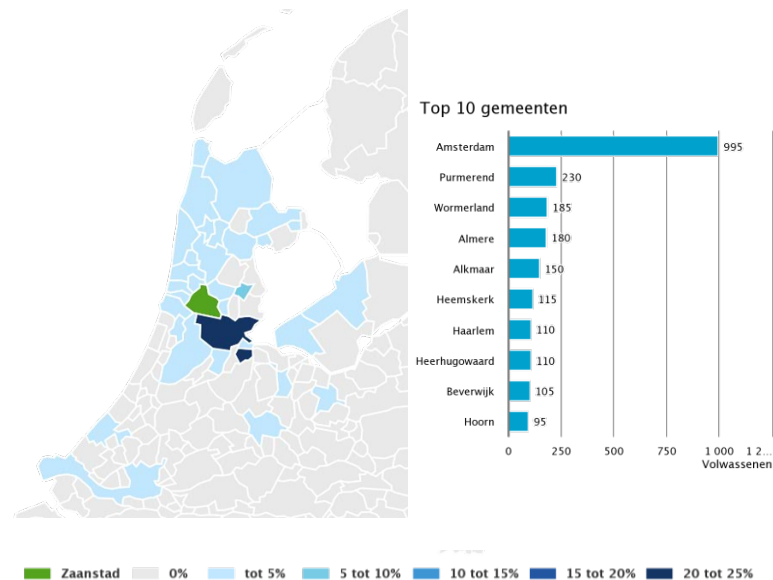 Top 10 gemeenten
Amsterdam 995
Purmerend 230
Wormerland 185
Almere 180
Alkmaar 150
Heemskerk 115
Haarlem 110
Heerhugowaard 110
Beverwijk 105
Hoorn 95
0 250 500 750 1 000 1 2...
Volwassenen
Zaanstad 0% tot 5% 5 tot 10% 10 tot 15% 15 tot 20% 20 tot 25%